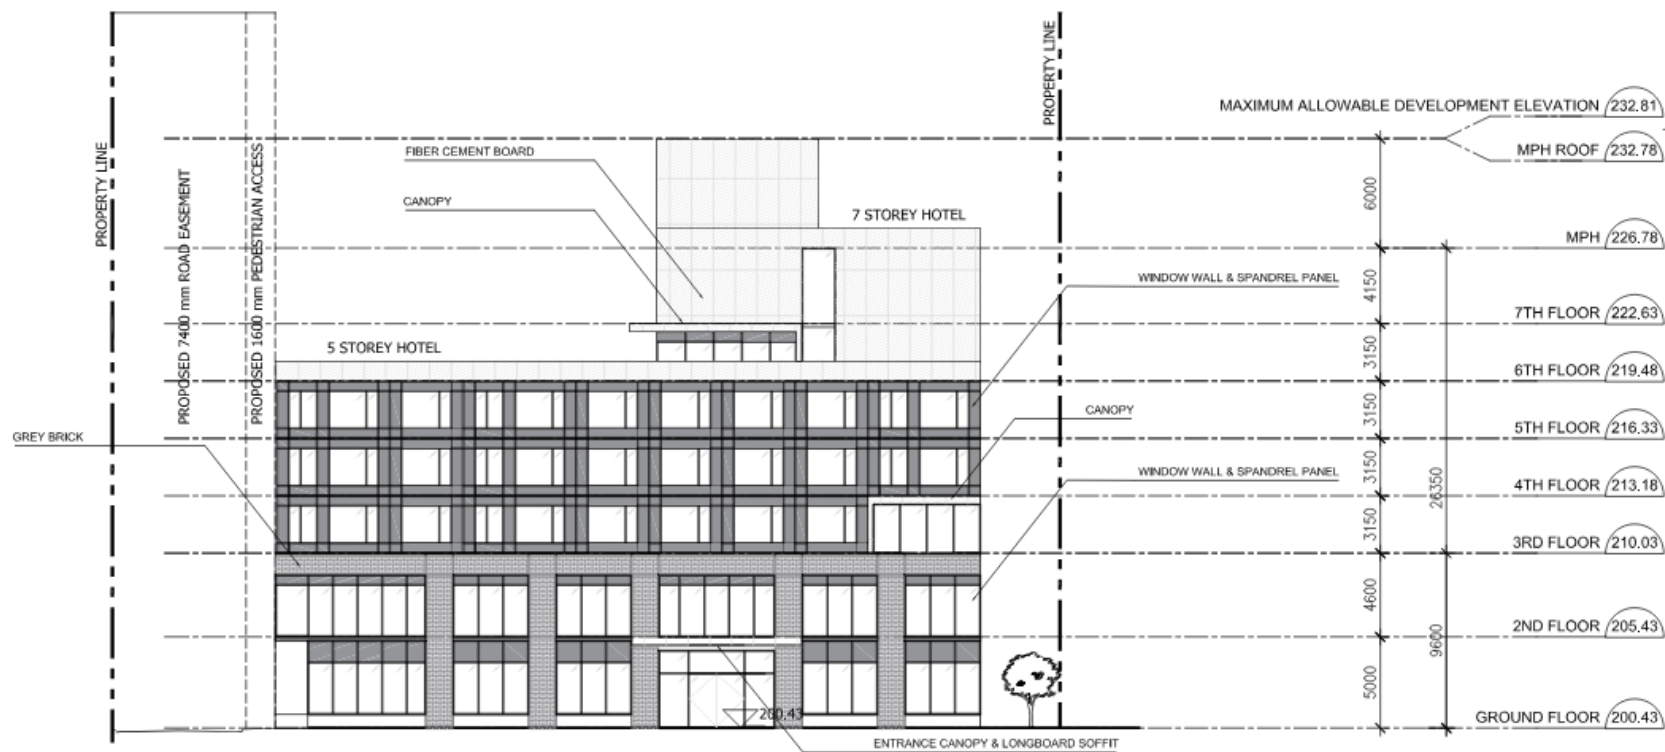 PROPERTY LINE
PROPOSED 7400 mm ROAD EASEMENT
PROPOSED 1600 mm PEDESTRIAN ACCESS
PROPERTY LINE
FIBER CEMENT BOARD
CANOPY
7 STOREY HOTEL
5 STOREY HOTEL
GREY BRICK
WINDOW WALL & SPANDREL PANEL
CANOPY
WINDOW WALL & SPANDREL PANEL
200.43
ENTRANCE CANOPY & LONGBOARD SOFFIT
6000
4150
3150
3150
3150
3150
4600
5000
26350
9600
MAXIMUM ALLOWABLE DEVELOPMENT ELEVATION 232.81
MPH ROOF 232.78
MPH 226.78
7TH FLOOR 222.63
6TH FLOOR 219.48
5TH FLOOR 216.33
4TH FLOOR 213.18
3RD FLOOR 210.03
2ND FLOOR 205.43
GROUND FLOOR 200.43